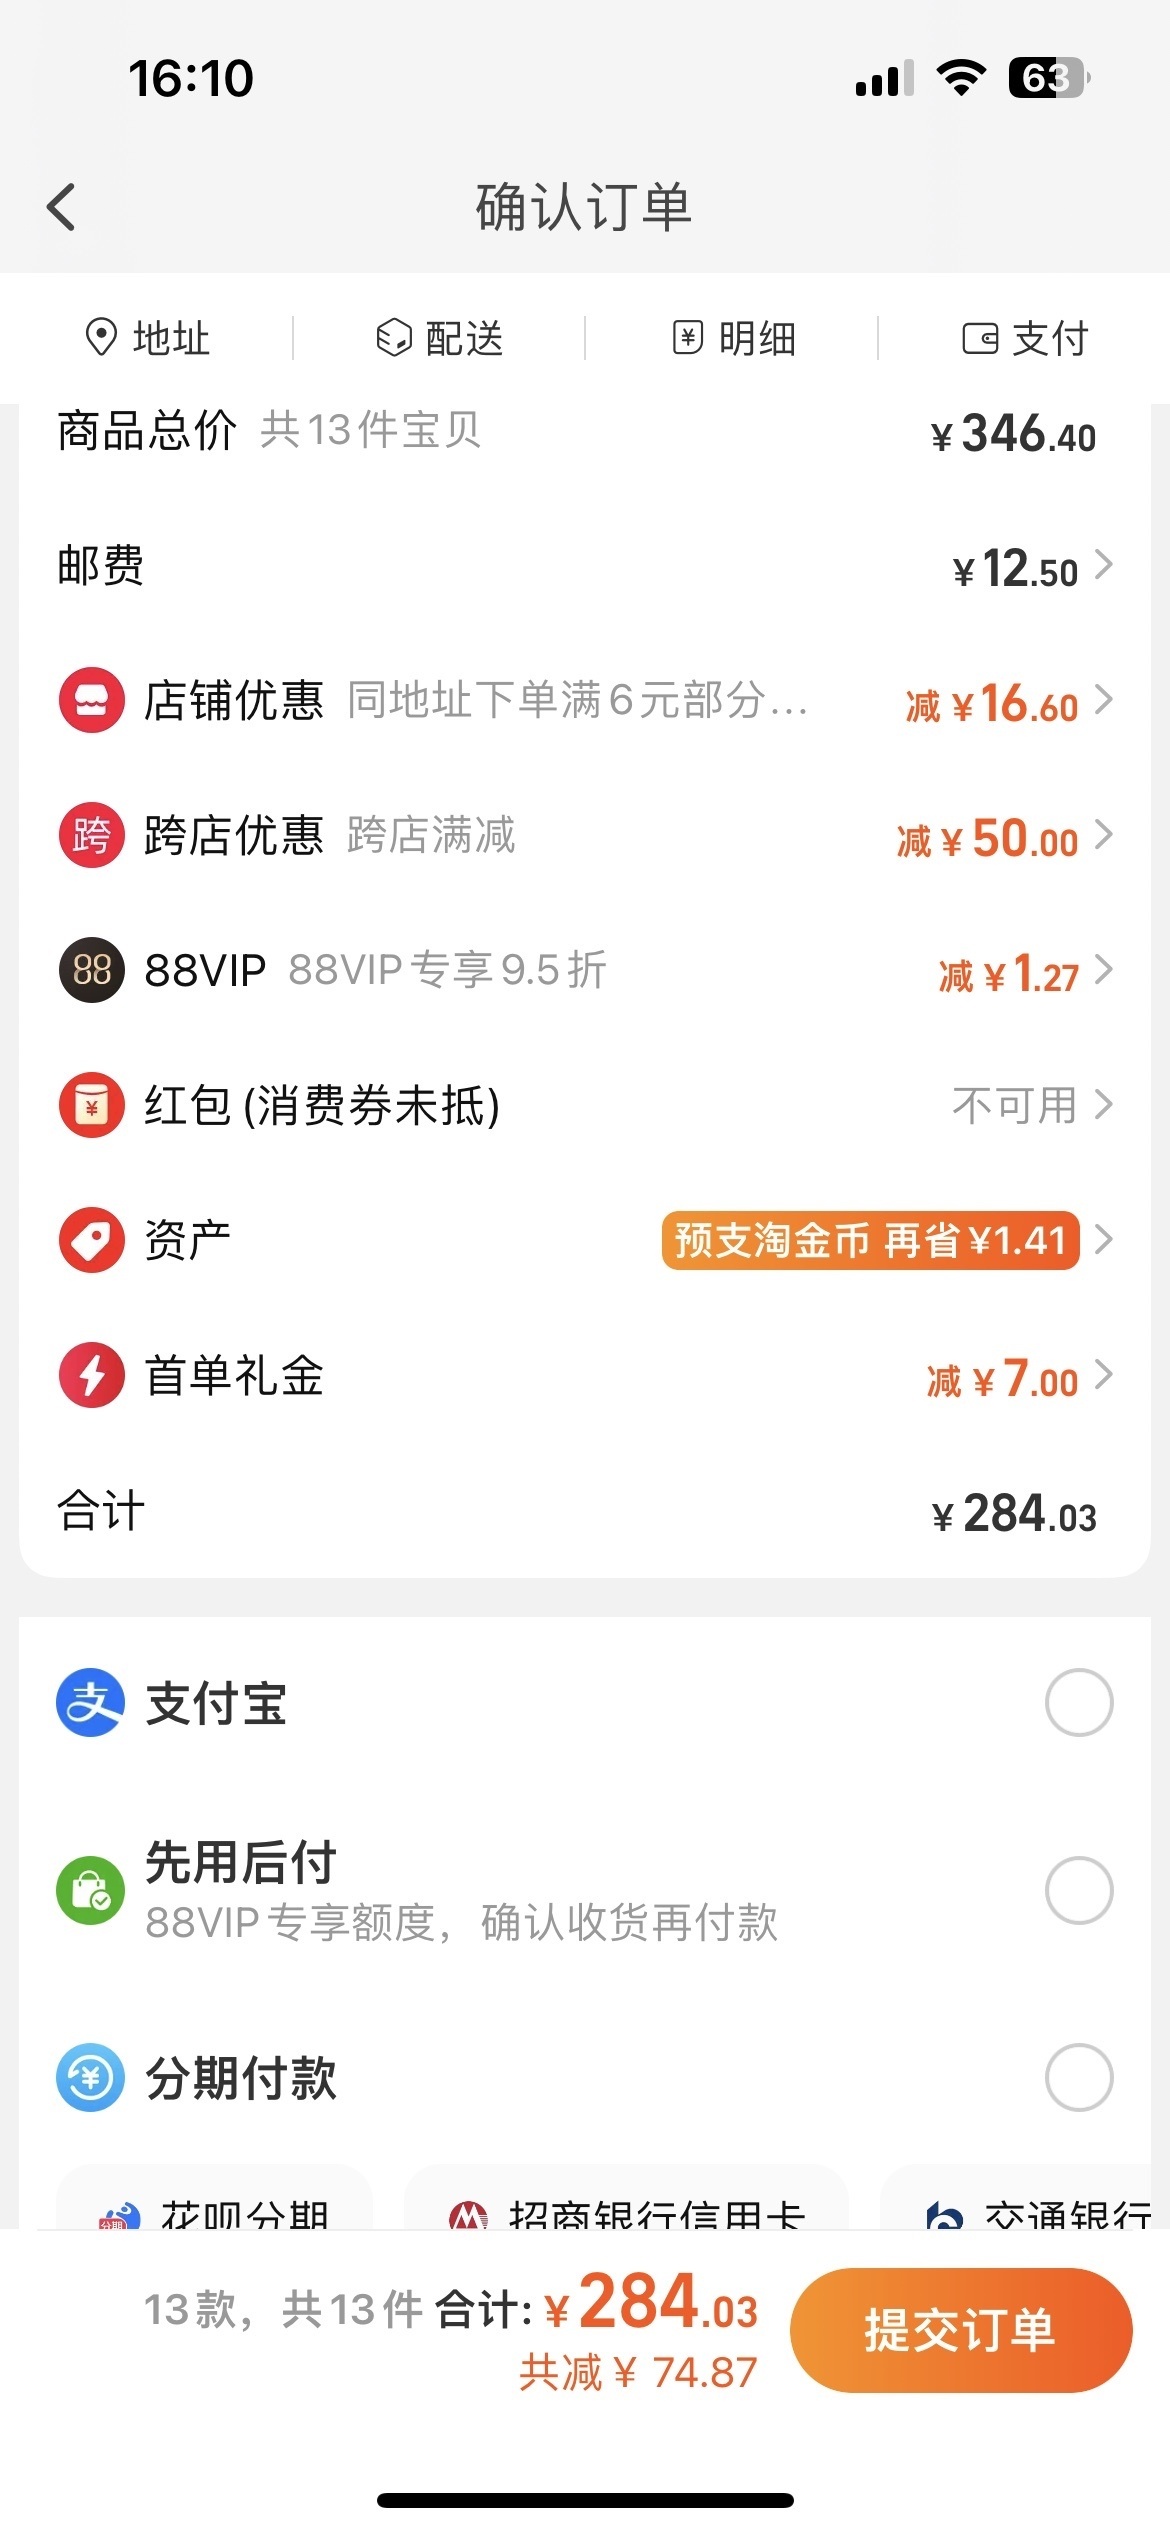 16:10
63
确认订单
地址 配送 明细 支付
商品总价 共13件宝贝 ¥346.40
邮费 ¥12.50
店铺优惠 同地址下单满6元部分... 减¥16.60
跨 跨店优惠 跨店满减 减¥50.00
88 88VIP 88VIP专享9.5折 减¥1.27
¥ 红包(消费券未抵) 不可用
资产 预支淘金币 再省¥1.41
首单礼金 减¥7.00
合计 ¥284.03
支 支付宝
先用后付
88VIP专享额度，确认收货再付款
¥ 分期付款
分期 花呗分期 招商银行信用卡 交通银行
13款，共13件 合计:¥284.03
共减¥ 74.87
提交订单